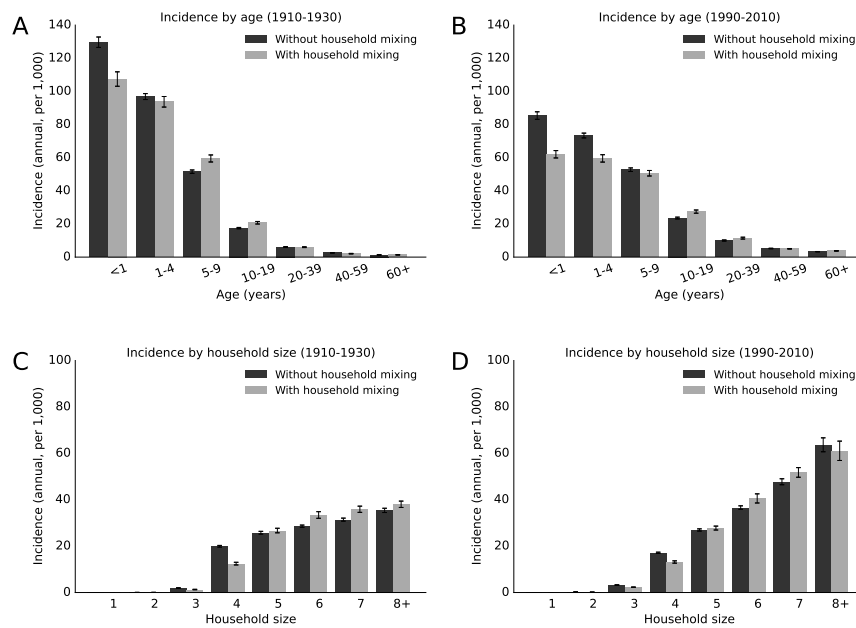 A
Incidence by age (1910-1930)
140
120
100
80
60
40
20
0
Incidence (annual, per 1,000)
Without household mixing
With household mixing
<1
1-4
5-9
10-19
20-39
40-59
60+
Age (years)
B
Incidence by age (1990-2010)
140
120
100
80
60
40
20
0
Incidence (annual, per 1,000)
Without household mixing
With household mixing
<1
1-4
5-9
10-19
20-39
40-59
60+
Age (years)
C
Incidence by household size (1910-1930)
100
80
60
40
20
0
Incidence (annual, per 1,000)
Without household mixing
With household mixing
1
2
3
4
5
6
7
8+
Household size
D
Incidence by household size (1990-2010)
100
80
60
40
20
0
Incidence (annual, per 1,000)
Without household mixing
With household mixing
1
2
3
4
5
6
7
8+
Household size